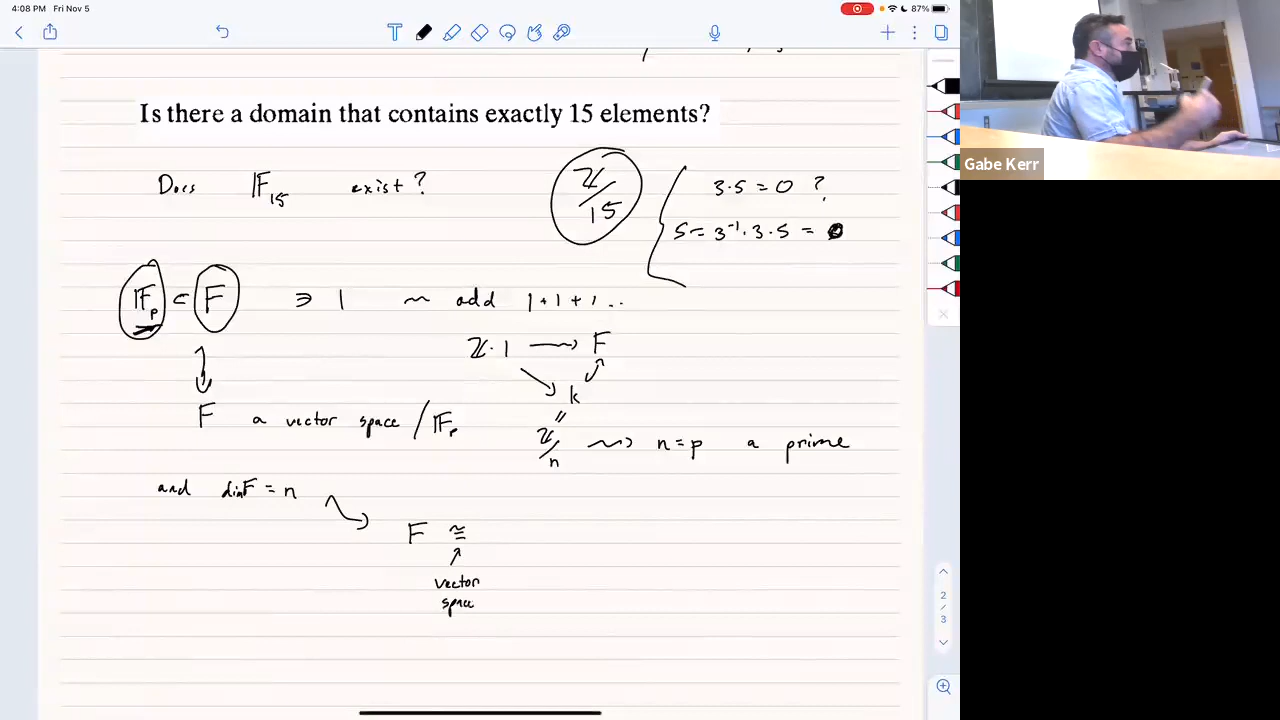 4:08 PM Fri Nov 5
87%
Is there a domain that contains exactly 15 elements?
Does 𝔽₁₅ exist?
ℤ/15
3·5 = 0 ?
5 = 3⁻¹·3·5 = 0
𝔽ₚ ⊂ F ∋ 1 ~ add 1+1+1...
ℤ·1 → F
k
=
ℤ/n ⇝ n=p a prime
F a vector space / 𝔽ₚ
and dim F = n
F ≅
vector
space
2
/
3
Gabe Kerr